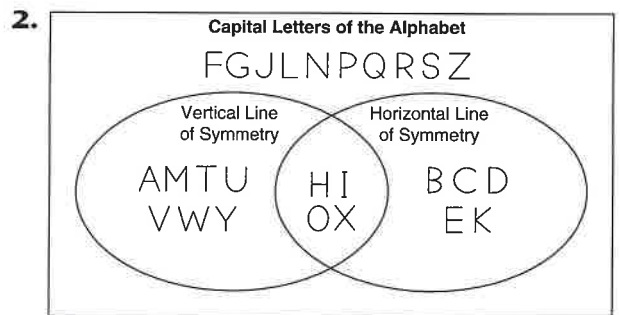 2.
Capital Letters of the Alphabet
FGJLNPQRSZ
Vertical Line
of Symmetry
Horizontal Line
of Symmetry
AMTU
VWY
HI
OX
BCD
EK